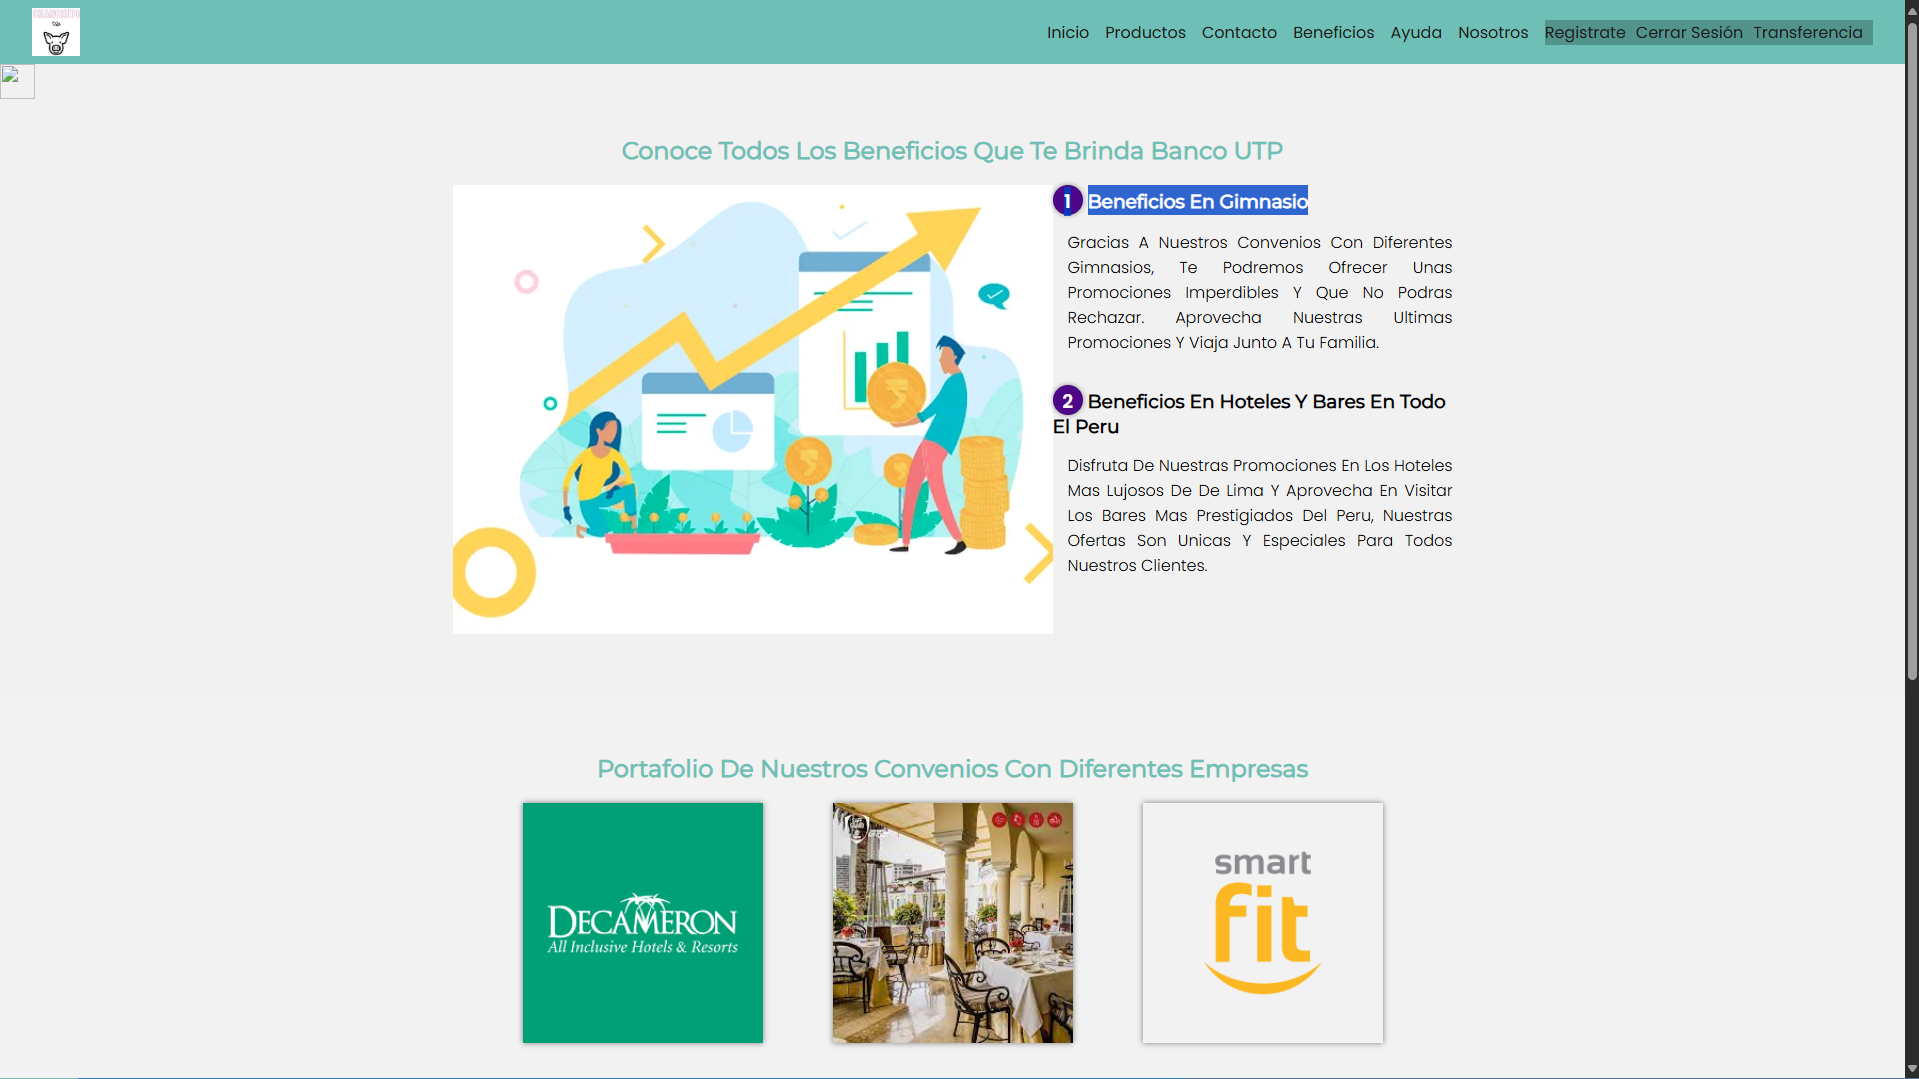 Inicio Productos Contacto Beneficios Ayuda Nosotros Registrate Cerrar Sesión Transferencia
Conoce Todos Los Beneficios Que Te Brinda Banco UTP
1 Beneficios En Gimnasio
Gracias A Nuestros Convenios Con Diferentes
Gimnasios, Te Podremos Ofrecer Unas
Promociones Imperdibles Y Que No Podras
Rechazar. Aprovecha Nuestras Ultimas
Promociones Y Viaja Junto A Tu Familia.
2 Beneficios En Hoteles Y Bares En Todo
El Peru
Disfruta De Nuestras Promociones En Los Hoteles
Mas Lujosos De De Lima Y Aprovecha En Visitar
Los Bares Mas Prestigiados Del Peru, Nuestras
Ofertas Son Unicas Y Especiales Para Todos
Nuestros Clientes.
Portafolio De Nuestros Convenios Con Diferentes Empresas
DECAMERON
All Inclusive Hotels & Resorts
smart
fit